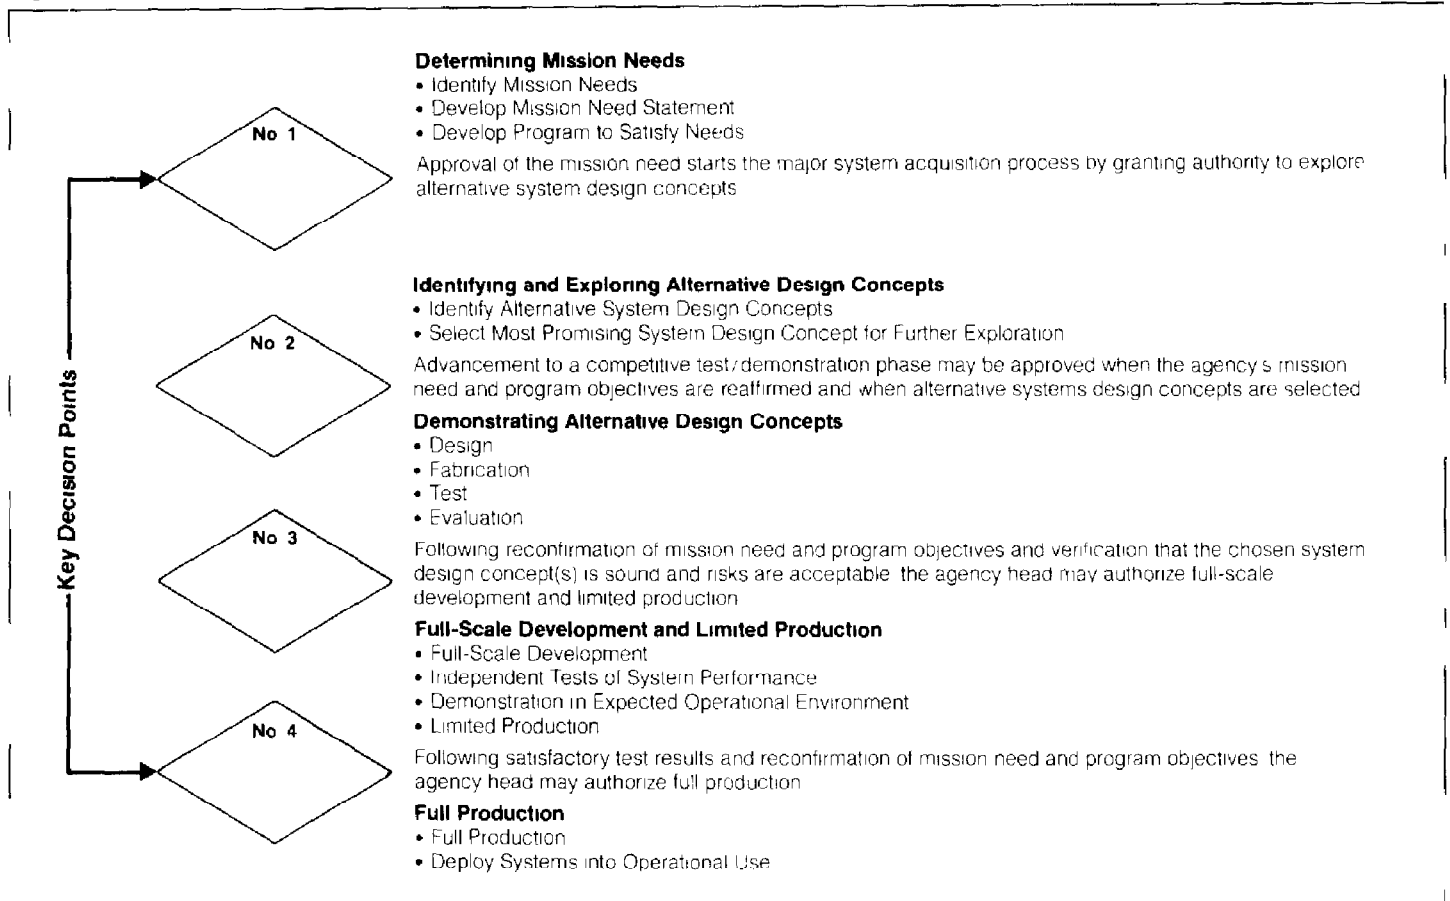 Determining Mission Needs
• Identify Mission Needs
• Develop Mission Need Statement
• Develop Program to Satisfy Needs
No 1
Approval of the mission need starts the major system acquisition process by granting authority to explore
alternative system design concepts
Identifying and Exploring Alternative Design Concepts
• Identify Alternative System Design Concepts
• Select Most Promising System Design Concept for Further Exploration
No 2
Advancement to a competitive test/demonstration phase may be approved when the agency's mission
need and program objectives are reaffirmed and when alternative systems design concepts are selected
Key Decision Points
Demonstrating Alternative Design Concepts
• Design
• Fabrication
• Test
• Evaluation
No 3
Following reconfirmation of mission need and program objectives and verification that the chosen system
design concept(s) is sound and risks are acceptable the agency head may authorize full-scale
development and limited production
Full-Scale Development and Limited Production
• Full-Scale Development
• Independent Tests of System Performance
• Demonstration in Expected Operational Environment
• Limited Production
No 4
Following satisfactory test results and reconfirmation of mission need and program objectives the
agency head may authorize full production
Full Production
• Full Production
• Deploy Systems into Operational Use